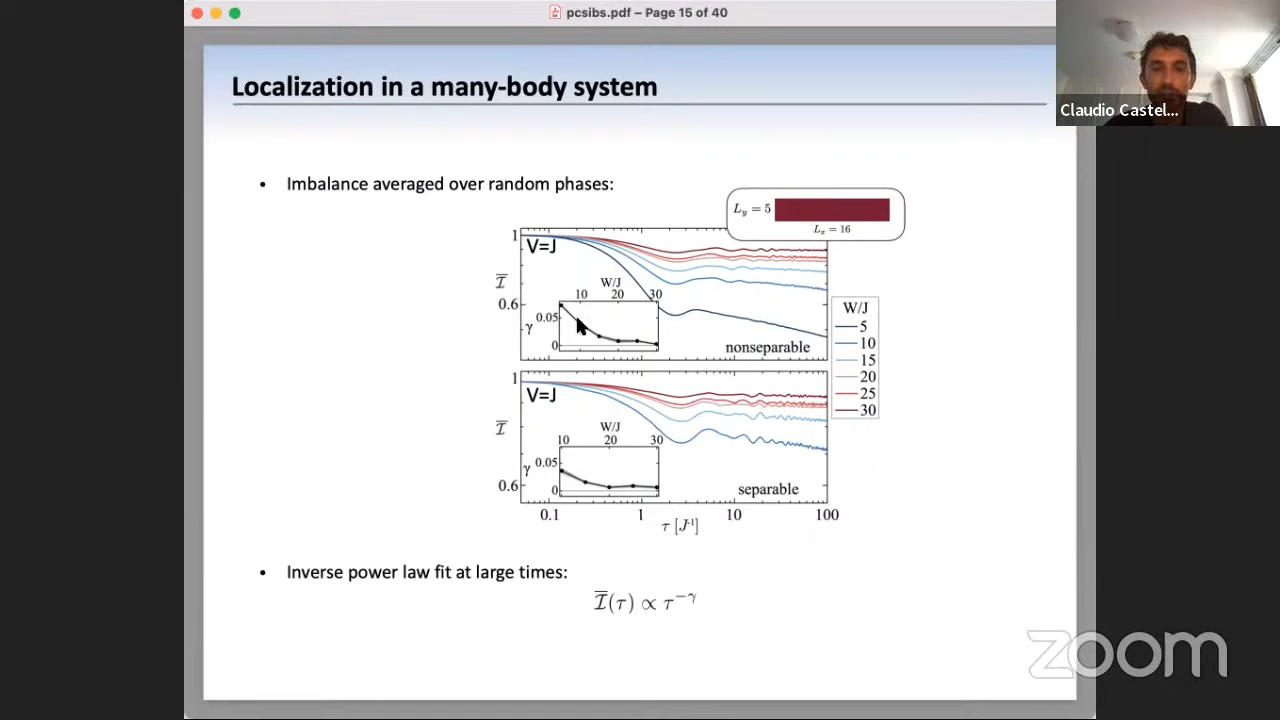 pcsibs.pdf – Page 15 of 40
Claudio Castel...
Localization in a many-body system
• Imbalance averaged over random phases:
L_y = 5
L_x = 16
1
V=J
W/J
10 20 30
Ī
0.6
0.05
γ
0
nonseparable
W/J
5
10
15
20
25
30
1
V=J
W/J
10 20 30
Ī
0.05
γ
0
0.6
separable
0.1 1 10 100
τ [J⁻¹]
• Inverse power law fit at large times:
Ī(τ) ∝ τ^{−γ}
zoom